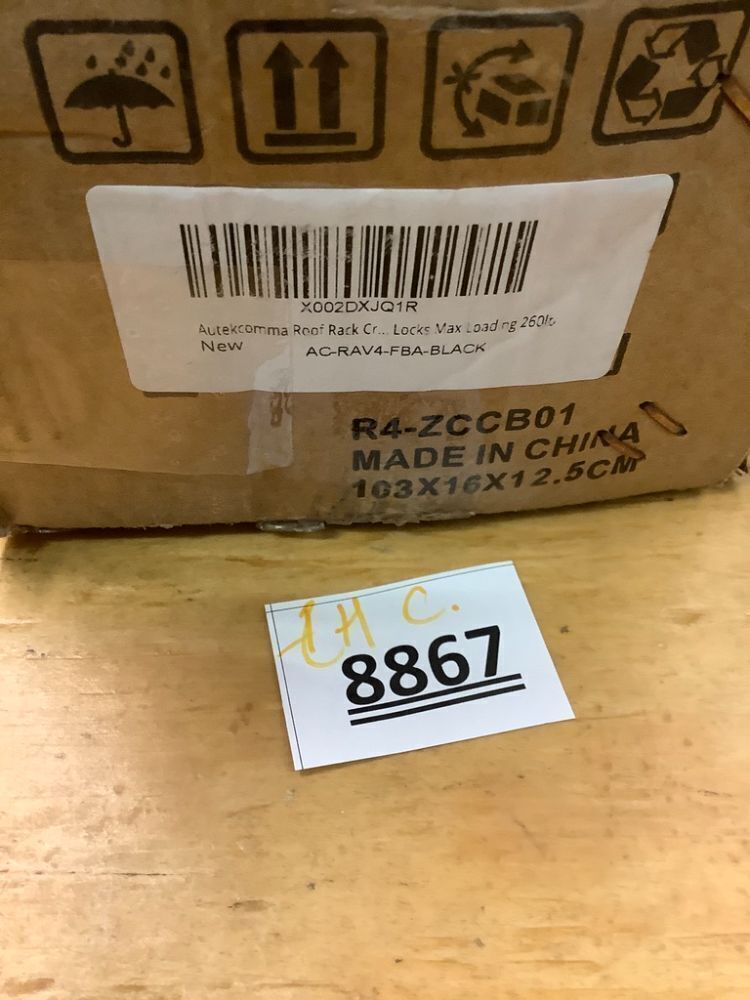 X002DXJQ1R
Autekcomma Roof Rack Cr... Locks Max Loading 260lb
New AC-RAV4-FBA-BLACK
R4-ZCCB01
MADE IN CHINA
103X16X12.5CM
H C.
8867